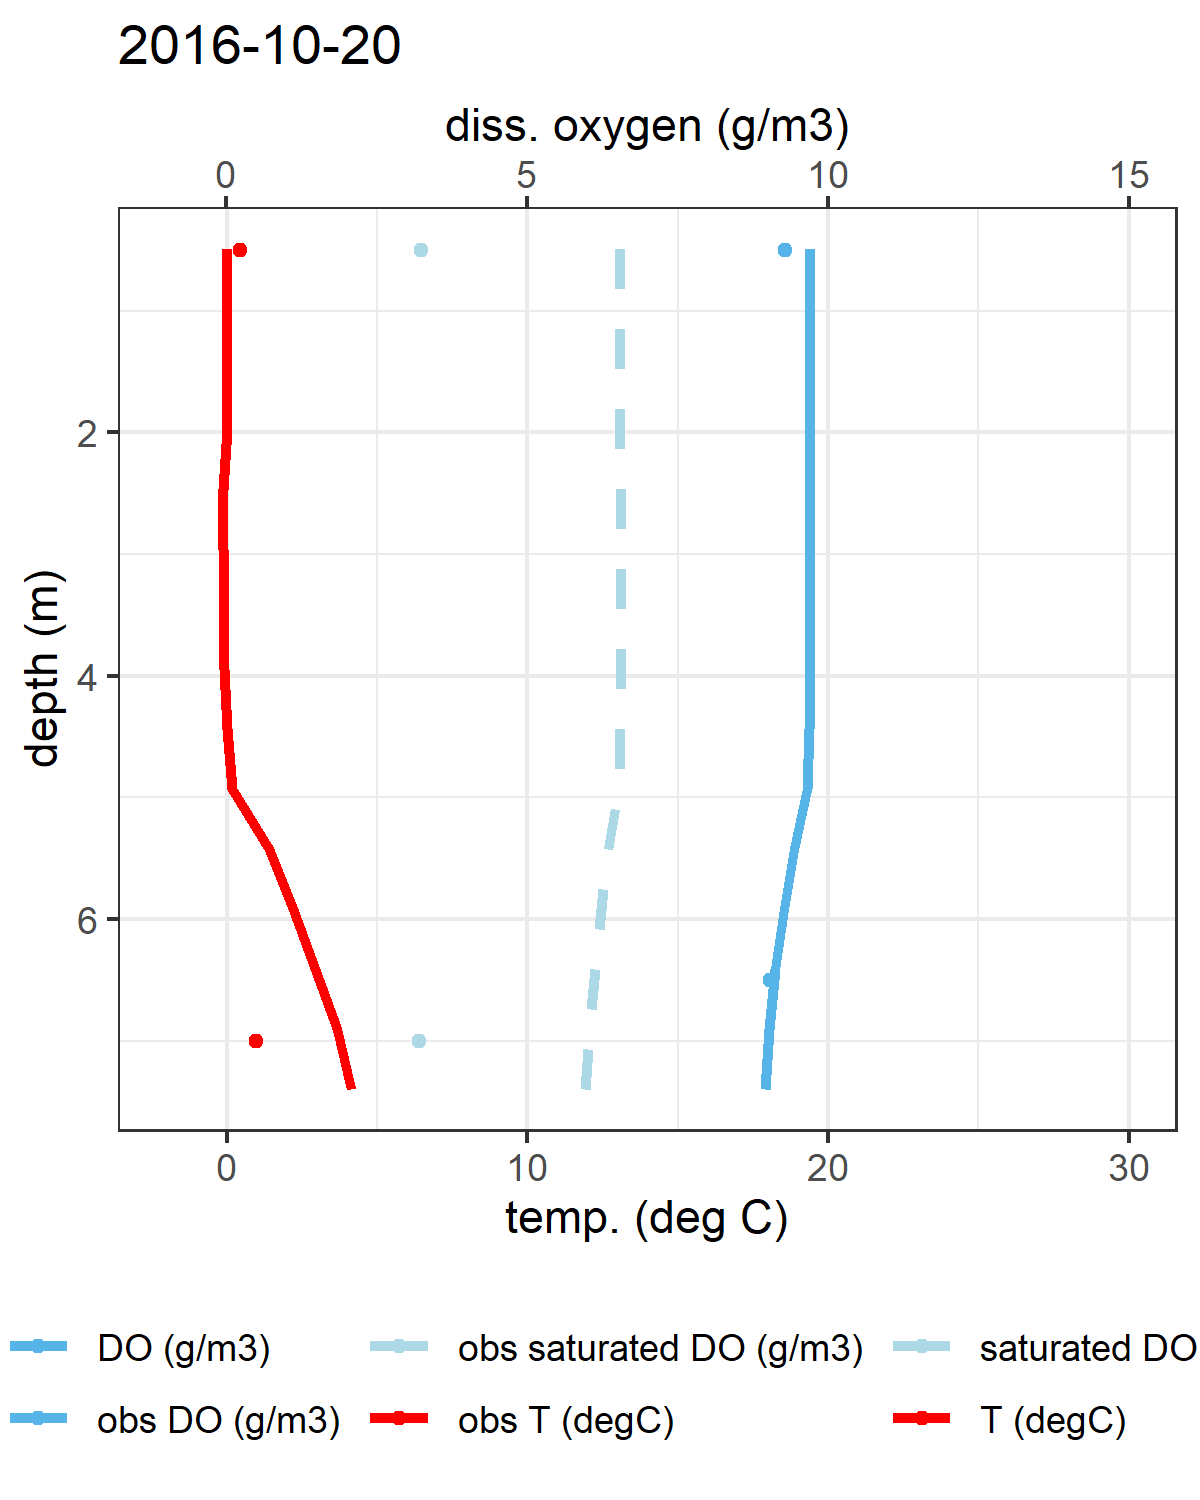 2016-10-20
diss. oxygen (g/m3)
0 5 10 15
2
4
6
depth (m)
0 10 20 30
temp. (deg C)
DO (g/m3) obs saturated DO (g/m3) saturated DO
obs DO (g/m3) obs T (degC) T (degC)